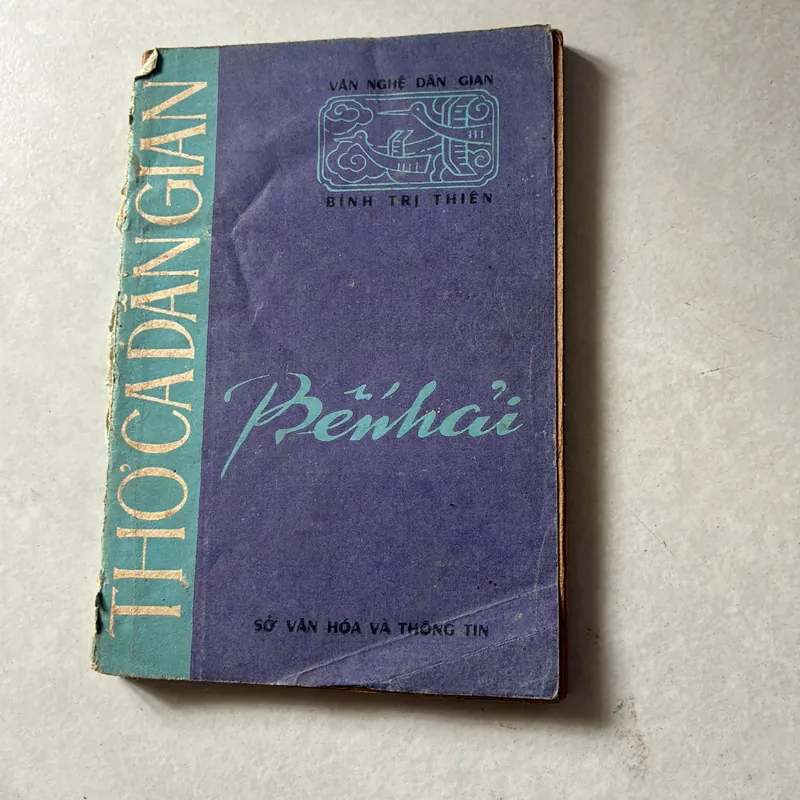 THƠ CA DÂN GIAN
VĂN NGHỆ DÂN GIAN
BÌNH TRỊ THIÊN
Bến hải
SỞ VĂN HÓA VÀ THÔNG TIN